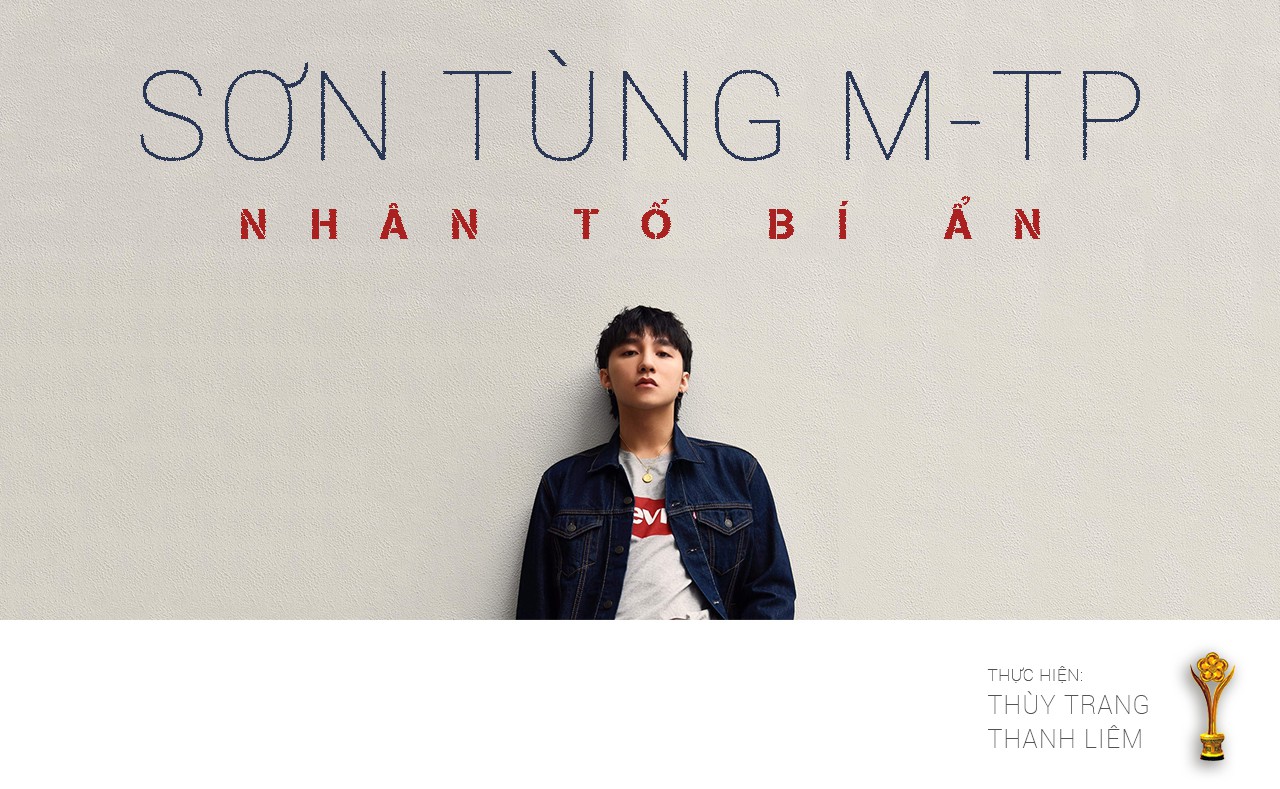 SƠN TÙNG M-TP
NHÂN TỐ BÍ ẨN
THỰC HIỆN:
THÙY TRANG
THANH LIÊM